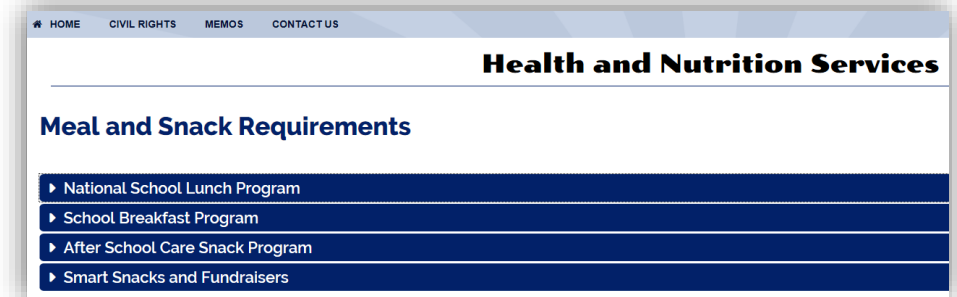 HOME CIVIL RIGHTS MEMOS CONTACT US
Health and Nutrition Services
Meal and Snack Requirements
National School Lunch Program
School Breakfast Program
After School Care Snack Program
Smart Snacks and Fundraisers